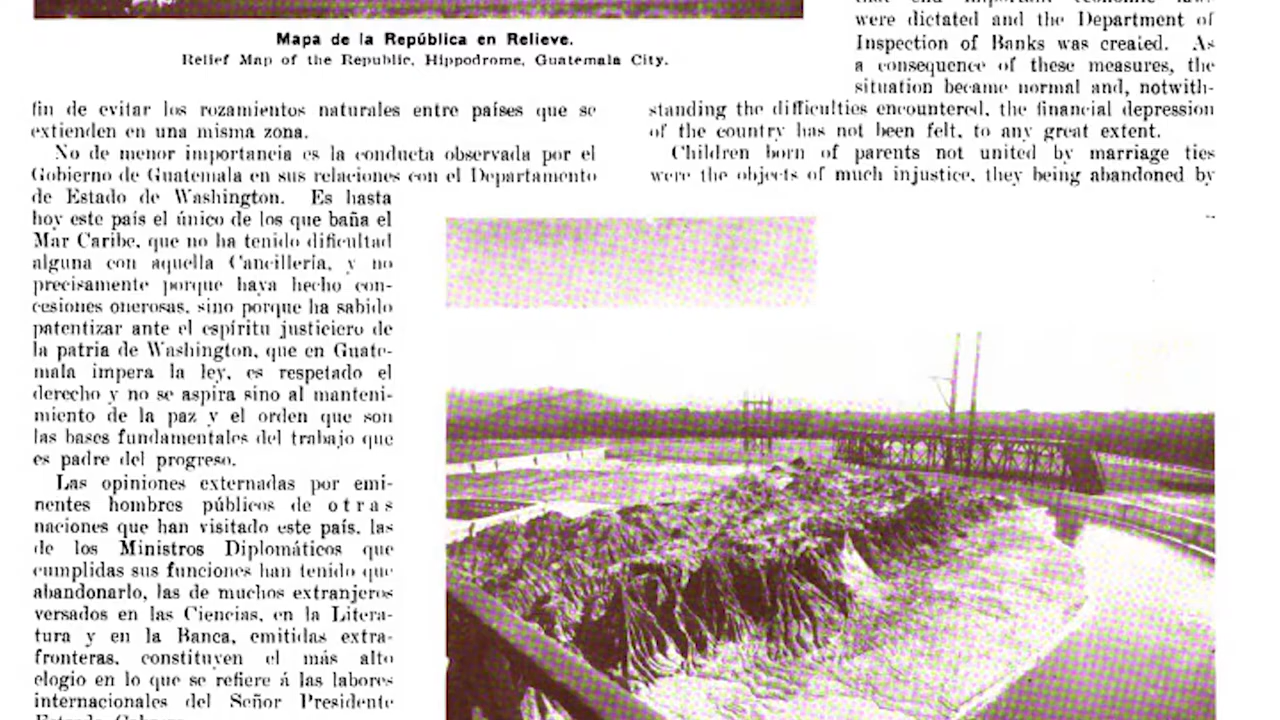 Mapa de la República en Relieve.
Relief Map of the Republic, Hippodrome, Guatemala City.
fin de evitar los rozamientos naturales entre países que se
extienden en una misma zona.
No de menor importancia es la conducta observada por el
Gobierno de Guatemala en sus relaciones con el Departamento
de Estado de Washington. Es hasta
hoy este país el único de los que baña el
Mar Caribe, que no ha tenido dificultad
alguna con aquella Cancillería, y no
precisamente porque haya hecho con-
cesiones onerosas, sino porque ha sabido
patentizar ante el espíritu justiciero de
la patria de Washington, que en Guate-
mala impera la ley, es respetado el
derecho y no se aspira sino al manteni-
miento de la paz y el orden que son
las bases fundamentales del trabajo que
es padre del progreso.
Las opiniones externadas por emi-
nentes hombres públicos de otras
naciones que han visitado este país, las
de los Ministros Diplomáticos que
cumplidas sus funciones han tenido que
abandonarlo, las de muchos extranjeros
versados en las Ciencias, en la Litera-
tura y en la Banca, emitidas extra-
fronteras, constituyen el más alto
elogio en lo que se refiere á las labores
internacionales del Señor Presidente
Estrada Cabrera
that end important economic laws
were dictated and the Department of
Inspection of Banks was creaied. As
a consequence of these measures, the
situation became normal and, notwith-
standing the difficulties encountered, the financial depression
of the country has not been felt, to any great extent.
Children born of parents not united by marriage ties
were the objects of much injustice, they being abandoned by